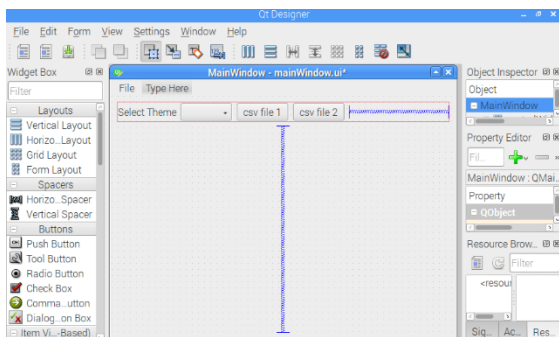 Qt Designer
File Edit Form View Settings Window Help
Widget Box
Filter
Layouts
Vertical Layout
Horizo...Layout
Grid Layout
Form Layout
Spacers
Horizo...Spacer
Vertical Spacer
Buttons
Push Button
Tool Button
Radio Button
Check Box
Comma...utton
Dialog...on Box
Item Vi...-Based)
MainWindow - mainWindow.ui*
File Type Here
Select Theme csv file 1 csv file 2
Object Inspector
Object
MainWindow
Property Editor
Fil...
MainWindow : QMai...
Property
QObject
Resource Brow...
Filter
<resour
Sig... Ac... Res...